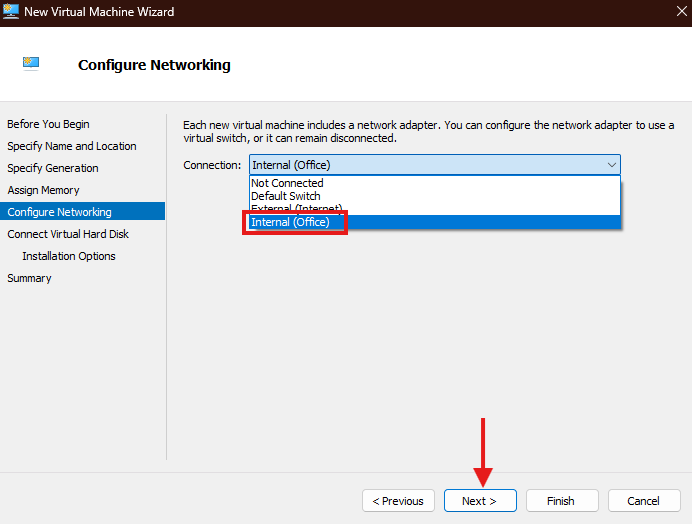 New Virtual Machine Wizard
Configure Networking
Before You Begin
Specify Name and Location
Specify Generation
Assign Memory
Configure Networking
Connect Virtual Hard Disk
Installation Options
Summary
Each new virtual machine includes a network adapter. You can configure the network adapter to use a
virtual switch, or it can remain disconnected.
Connection: Internal (Office)
Not Connected
Default Switch
External (Internet)
Internal (Office)
< Previous Next > Finish Cancel